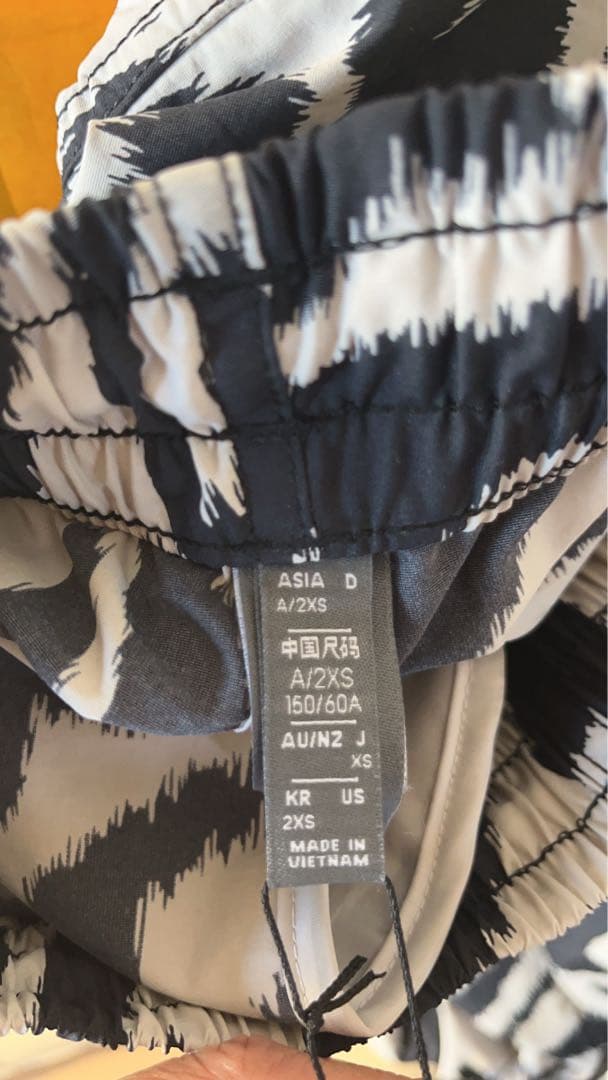 ASIA D
A/2XS
中国尺码
A/2XS
150/60A
AU/NZ J
XS
KR US
2XS
MADE IN
VIETNAM